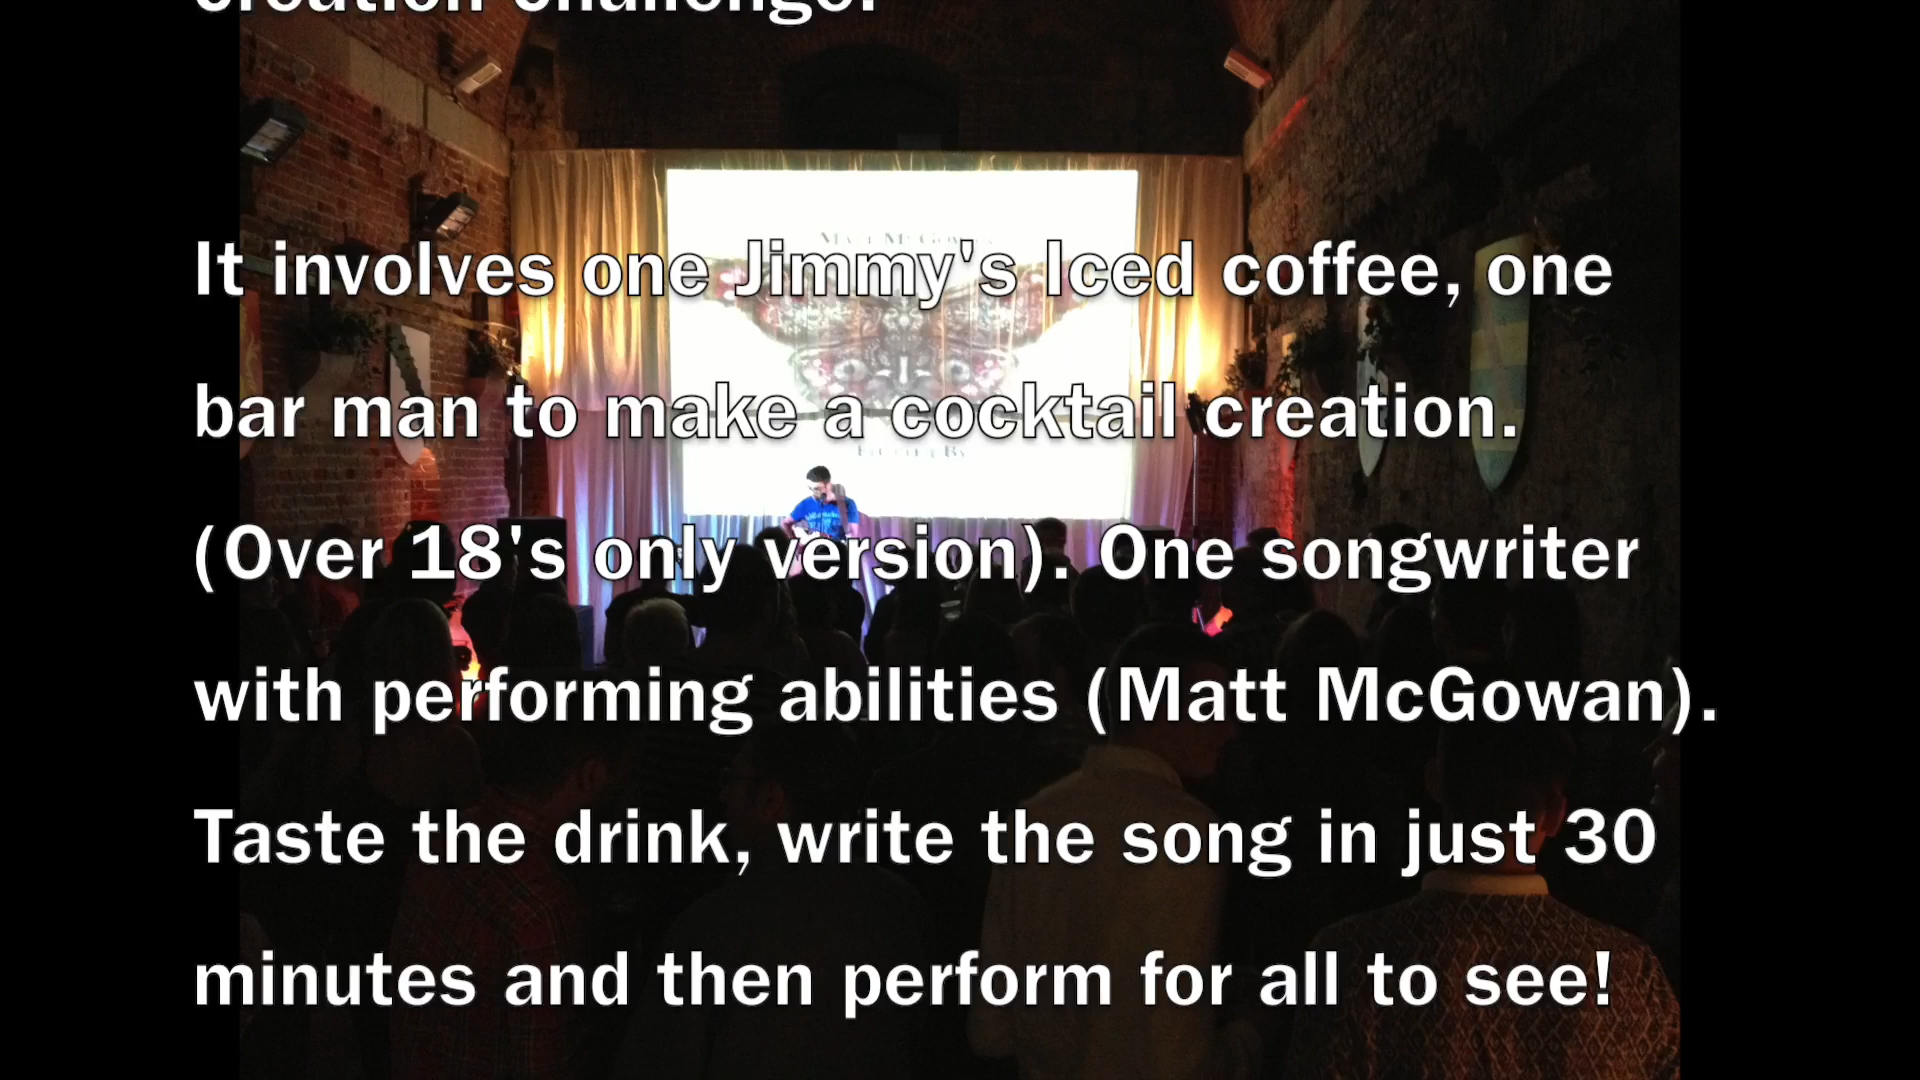 creation challenge.
It involves one Jimmy's Iced coffee, one
bar man to make a cocktail creation.
(Over 18's only version). One songwriter
with performing abilities (Matt McGowan).
Taste the drink, write the song in just 30
minutes and then perform for all to see!